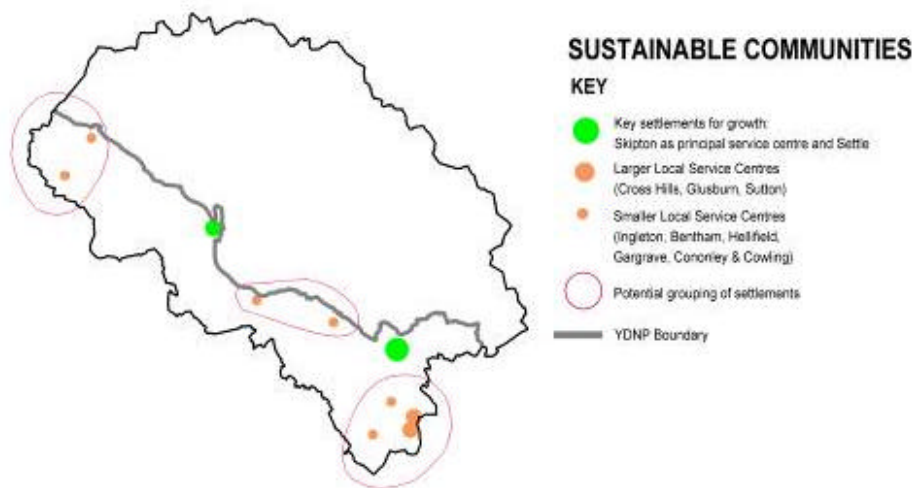 SUSTAINABLE COMMUNITIES
KEY
Key settlements for growth:
Skipton as principal service centre and Settle
Larger Local Service Centres
(Cross Hills, Glusburn, Sutton)
Smaller Local Service Centres
(Ingleton, Bentham, Hellifield,
Gargrave, Cononley & Cowling)
Potential grouping of settlements
YDNP Boundary